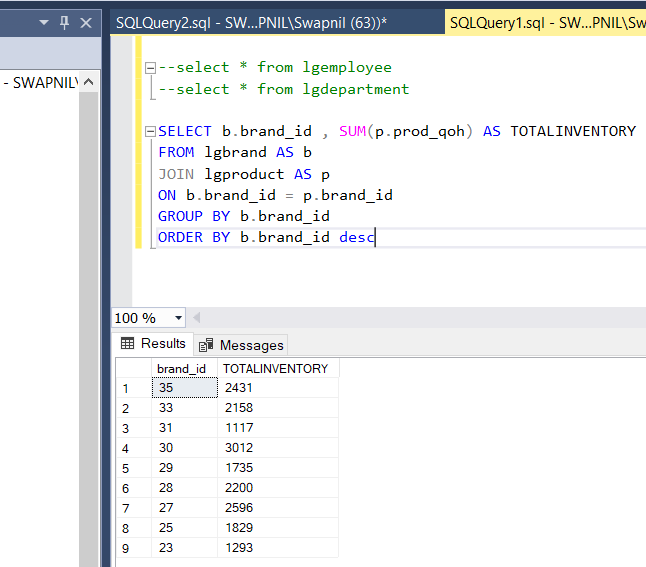 SQLQuery2.sql - SW...PNIL\Swapnil (63))* SQLQuery1.sql - SW...PNIL\Sw
- SWAPNIL\
--select * from lgemployee
--select * from lgdepartment
SELECT b.brand_id , SUM(p.prod_qoh) AS TOTALINVENTORY
FROM lgbrand AS b
JOIN lgproduct AS p
ON b.brand_id = p.brand_id
GROUP BY b.brand_id
ORDER BY b.brand_id desc
100 %
Results Messages
brand_id TOTALINVENTORY
1 35 2431
2 33 2158
3 31 1117
4 30 3012
5 29 1735
6 28 2200
7 27 2596
8 25 1829
9 23 1293